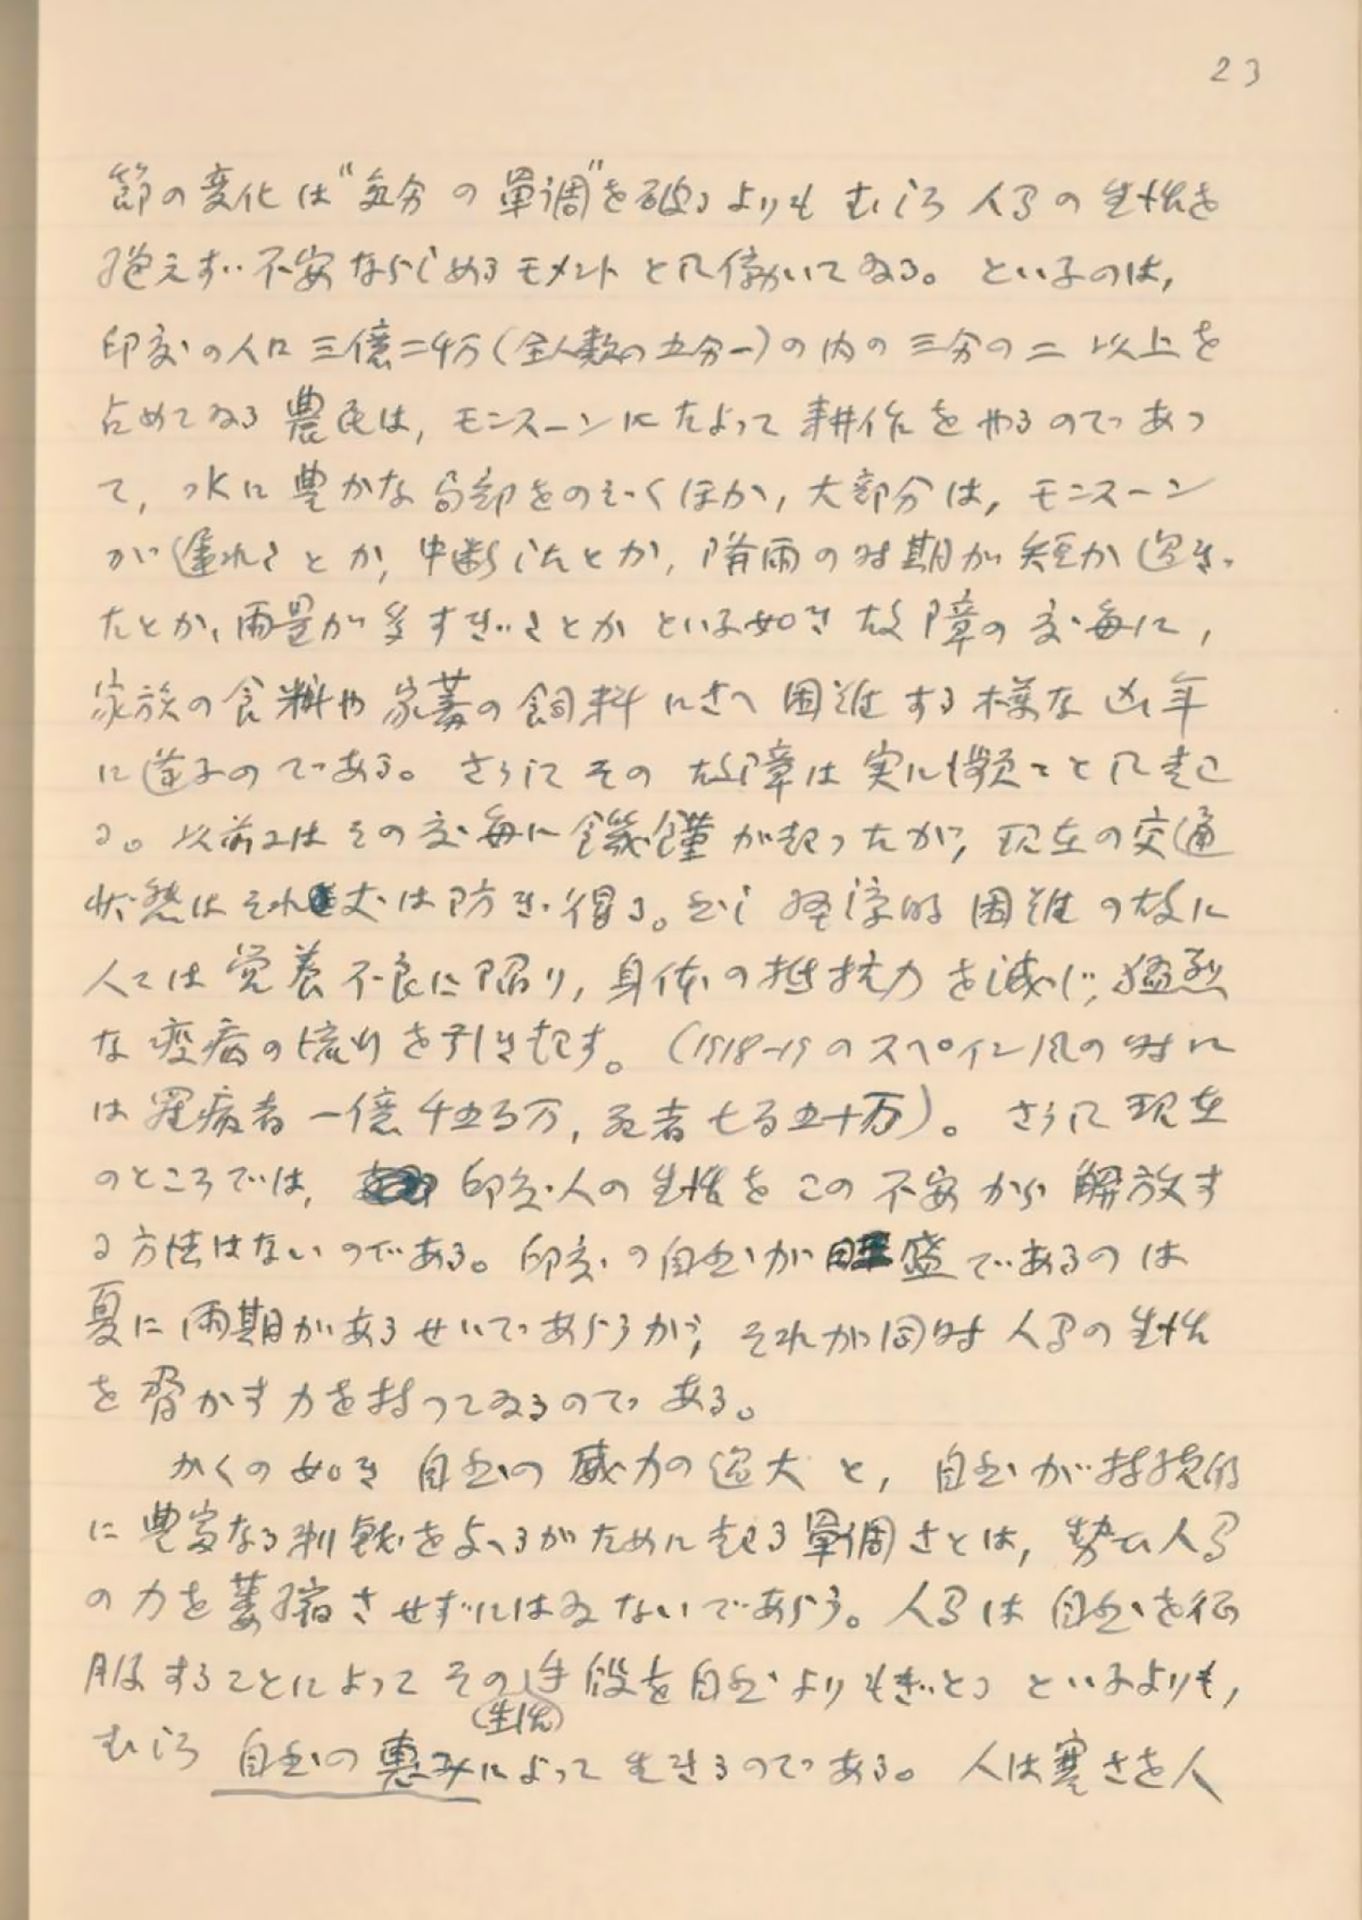 23
節の変化は“気分の單調”を破るよりもむしろ人間の生活を
絶えず不安ならしめるモメントとして働いてゐる。といふのは,
印度の人口三億二千万(全人類の五分一)の内の三分の二以上を
占めてゐる農民は, モンスーンによって耕作をやるのであつ
て, 水に豊かな局部をのぞくほか, 大部分は, モンスーン
が遅れたとか, 中断したとか, 降雨の時期が短か過ぎ
たとか, 雨量が多すぎたとかといふ如き故障の度毎に,
家族の食料や家蓄の飼料にさへ困難する様な凶年
に逢ふのである。さらにその故障は実に頻々として起こ
る。以前にはその度毎に饑饉が起ったが, 現在の交通
状態はそれ丈は防ぎ得る。然し経済的困難の故に
人々は営養不良に陥り, 身体の抵抗力を減じ, 猛烈
な疫病の流行を引き起す。(1918-19のスペイン風の時に
は罹病者一億千五百万, 死者七百五十万)。さらに現在
のところでは, 印度人の生活をこの不安から解放す
る方法はないのである。印度の自然が旺盛であるのは
夏に雨期があるせいであらうが, それが同時人間の生活
を脅かす力を持つてゐるのである。
かくの如き自然の威力の過大と, 自然が持続的
に豊富なる刺戟を与へるがために起る單調さとは, 勢ひ人間
の力を萎縮させずにはゐないであらう。人間は自然を征
服することによってその手段を自然よりもぎとるといふよりも,
(生活)
むしろ自然の恵みによって生きるのである。人は寒さを人